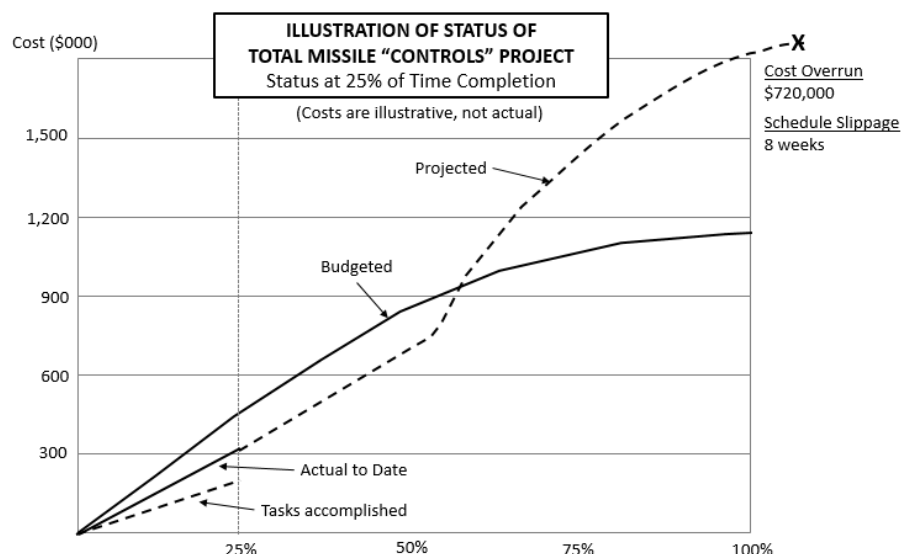 ILLUSTRATION OF STATUS OF
TOTAL MISSILE “CONTROLS” PROJECT
Status at 25% of Time Completion
(Costs are illustrative, not actual)
Cost ($000)
X
Cost Overrun
$720,000
Schedule Slippage
8 weeks
1,500
Projected
1,200
Budgeted
900
600
300
Actual to Date
Tasks accomplished
25%
50%
75%
100%